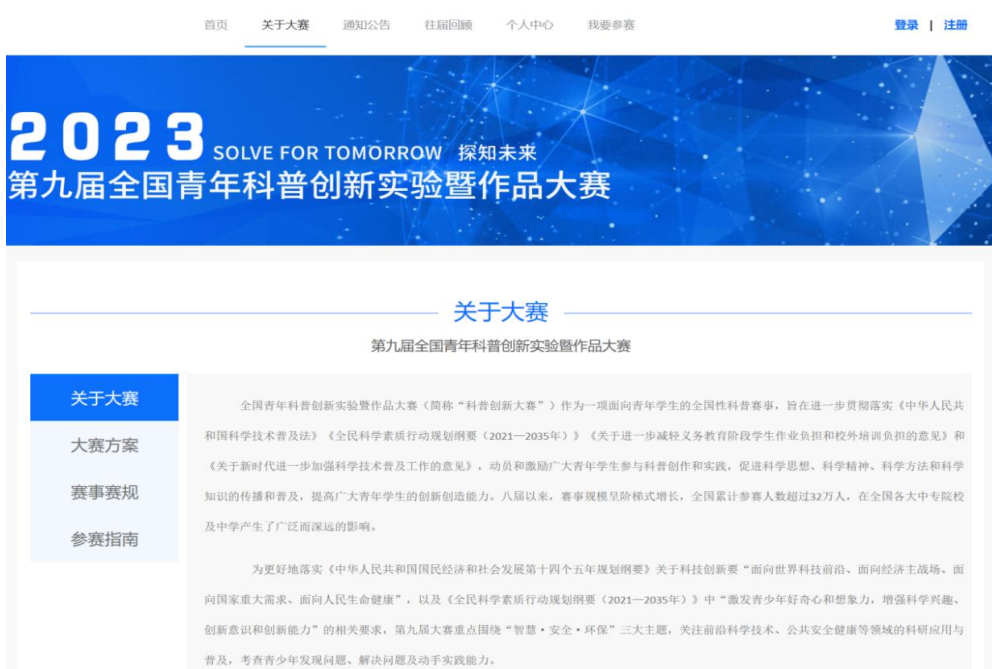 首页 关于大赛 通知公告 往届回顾 个人中心 我要参赛 登录 | 注册
2023 SOLVE FOR TOMORROW 探知未来
第九届全国青年科普创新实验暨作品大赛
关于大赛
第九届全国青年科普创新实验暨作品大赛
关于大赛
大赛方案
赛事赛规
参赛指南
全国青年科普创新实验暨作品大赛（简称“科普创新大赛”）作为一项面向青年学生的全国性科普赛事，旨在进一步贯彻落实《中华人民共
和国科学技术普及法》《全民科学素质行动规划纲要（2021—2035年）》《关于进一步减轻义务教育阶段学生作业负担和校外培训负担的意见》和
《关于新时代进一步加强科学技术普及工作的意见》，动员和激励广大青年学生参与科普创作和实践，促进科学思想、科学精神、科学方法和科学
知识的传播和普及，提高广大青年学生的创新创造能力。八届以来，赛事规模呈阶梯式增长，全国累计参赛人数超过32万人，在全国各大中专院校
及中学产生了广泛而深远的影响。
为更好地落实《中华人民共和国国民经济和社会发展第十四个五年规划纲要》关于科技创新要“面向世界科技前沿、面向经济主战场、面
向国家重大需求、面向人民生命健康”，以及《全民科学素质行动规划纲要（2021—2035年）》中“激发青少年好奇心和想象力，增强科学兴趣、
创新意识和创新能力”的相关要求，第九届大赛重点围绕“智慧·安全·环保”三大主题，关注前沿科学技术、公共安全健康等领域的科研应用与
普及，考查青少年发现问题、解决问题及动手实践能力。